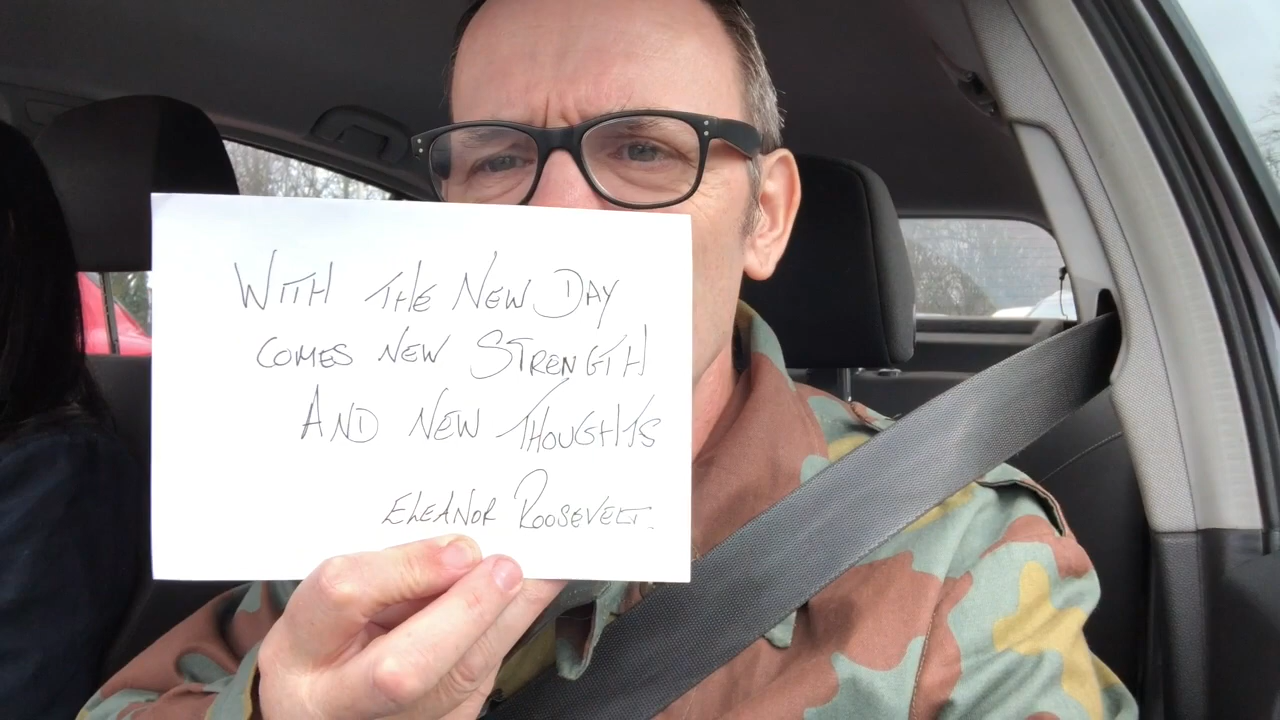 WITH THE NEW DAY
COMES NEW STRENGTH
AND NEW THOUGHTS
ELEANOR ROOSEVELT.